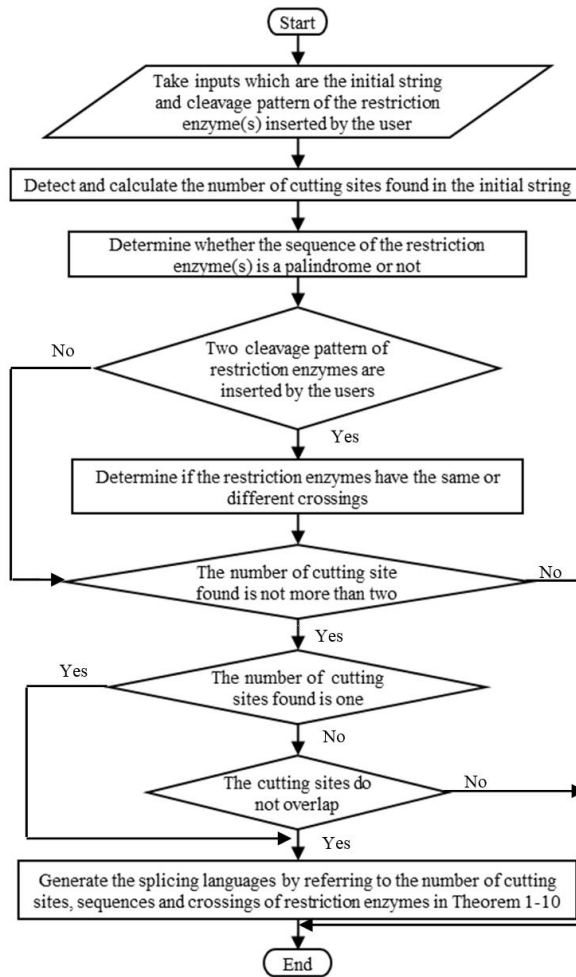 Start
Take inputs which are the initial string
and cleavage pattern of the restriction
enzyme(s) inserted by the user
Detect and calculate the number of cutting sites found in the initial string
Determine whether the sequence of the restriction
enzyme(s) is a palindrome or not
No
Two cleavage pattern of
restriction enzymes are
inserted by the users
Yes
Determine if the restriction enzymes have the same or
different crossings
The number of cutting site
found is not more than two
No
Yes
Yes
The number of cutting
sites found is one
No
The cutting sites do
not overlap
No
Yes
Generate the splicing languages by referring to the number of cutting
sites, sequences and crossings of restriction enzymes in Theorem 1-10
End